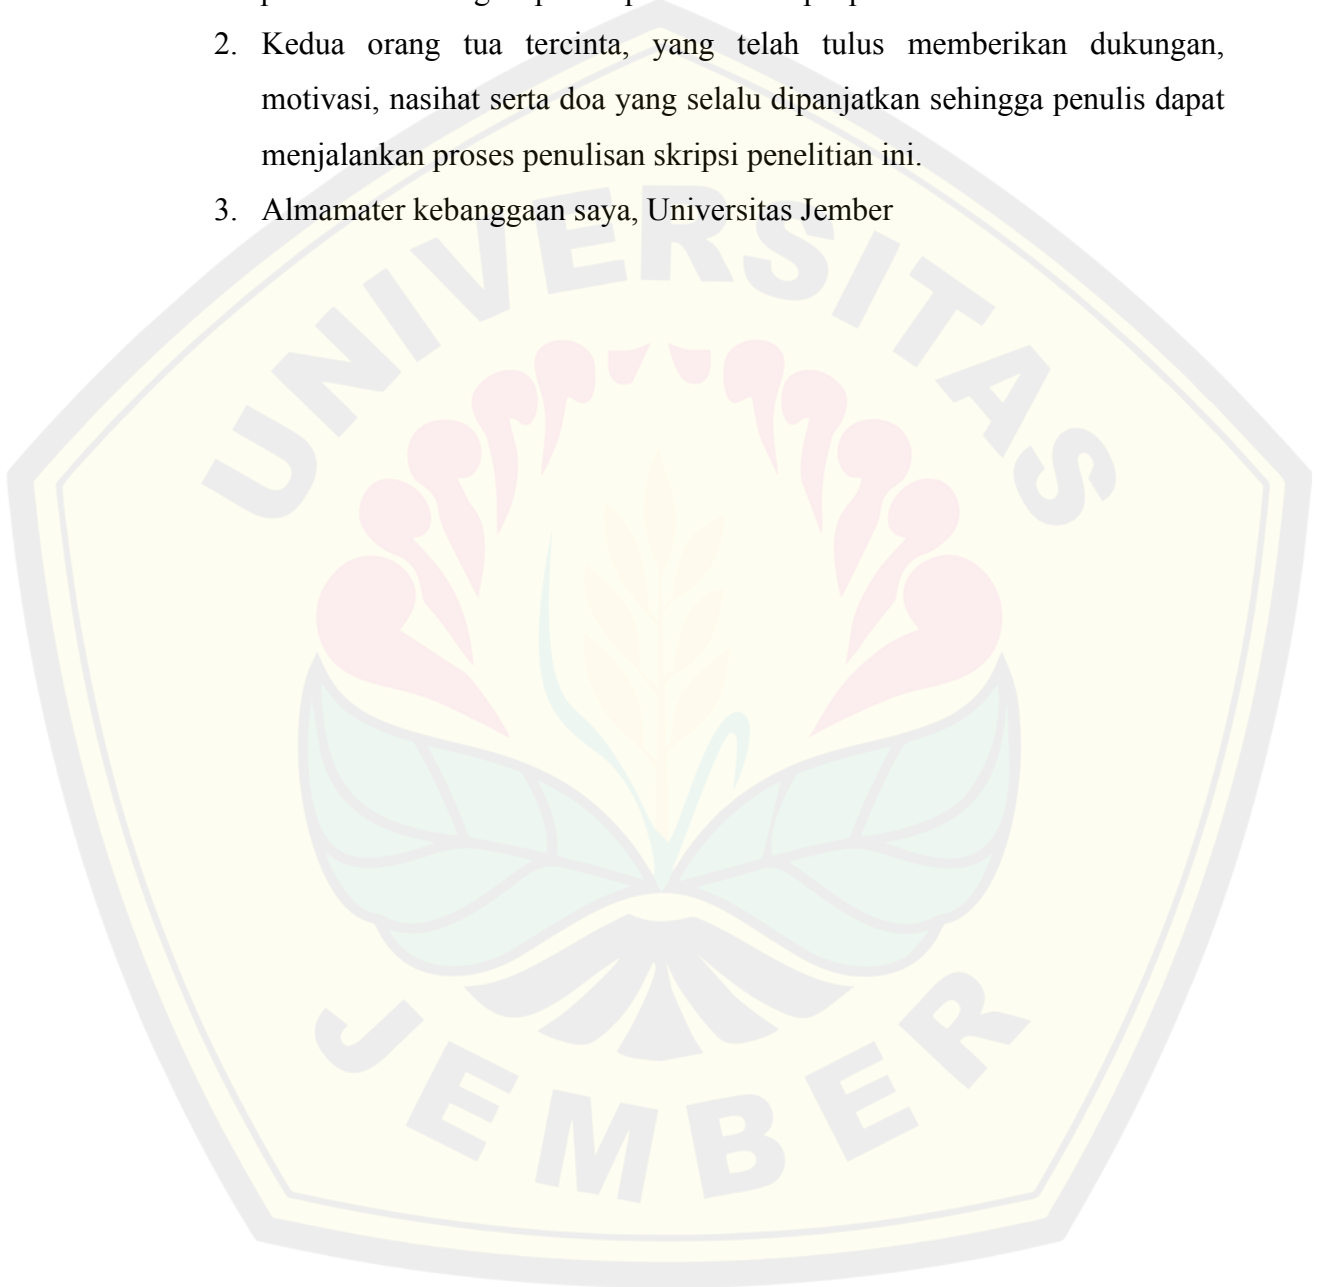 2. Kedua orang tua tercinta, yang telah tulus memberikan dukungan,
motivasi, nasihat serta doa yang selalu dipanjatkan sehingga penulis dapat
menjalankan proses penulisan skripsi penelitian ini.
3. Almamater kebanggaan saya, Universitas Jember
UNIVERSITAS
JEMBER